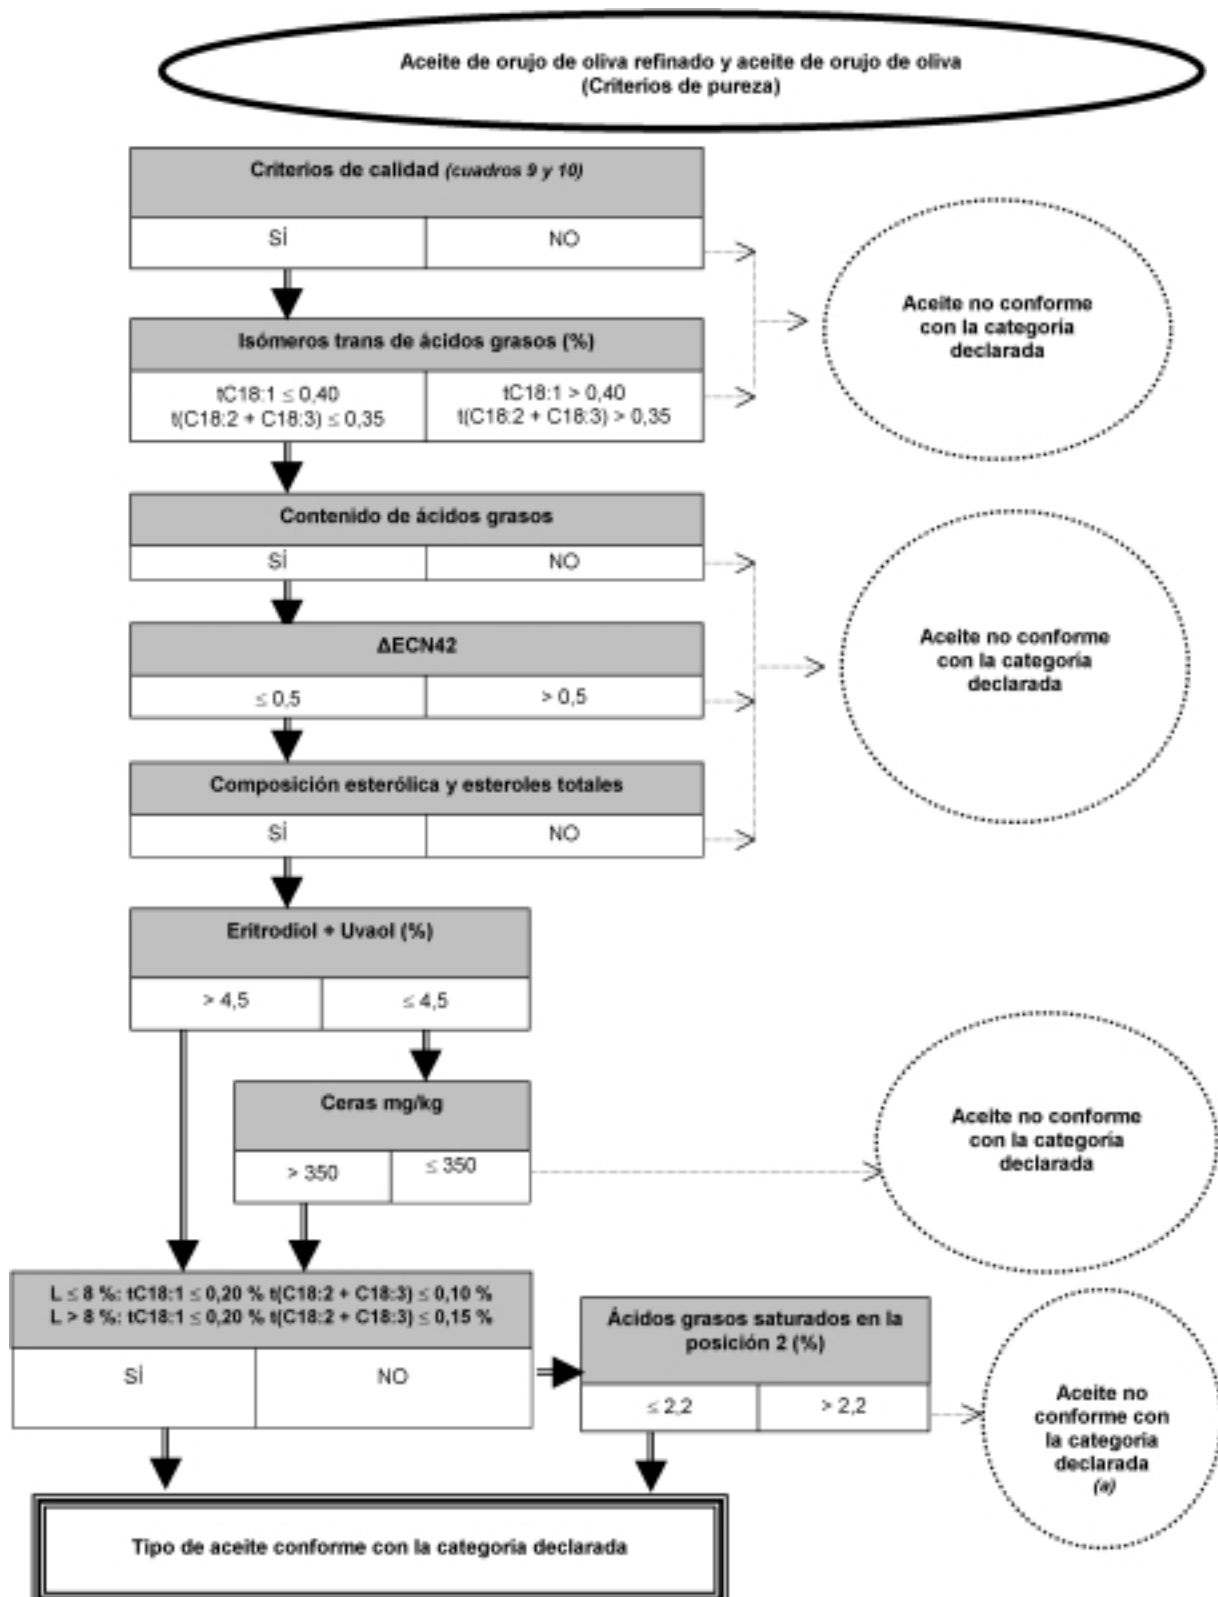 Aceite de orujo de oliva refinado y aceite de orujo de oliva
(Criterios de pureza)
Criterios de calidad (cuadros 9 y 10)
SÍ
NO
Aceite no conforme
con la categoría
declarada
Isómeros trans de ácidos grasos (%)
tC18:1 ≤ 0,40
t(C18:2 + C18:3) ≤ 0,35
tC18:1 > 0,40
t(C18:2 + C18:3) > 0,35
Contenido de ácidos grasos
SÍ
NO
Aceite no conforme
con la categoría
declarada
ΔECN42
≤ 0,5
> 0,5
Composición esterólica y esteroles totales
SÍ
NO
Eritrodiol + Uvaol (%)
> 4,5
≤ 4,5
Ceras mg/kg
> 350
≤ 350
Aceite no conforme
con la categoría
declarada
L ≤ 8 %: tC18:1 ≤ 0,20 % t(C18:2 + C18:3) ≤ 0,10 %
L > 8 %: tC18:1 ≤ 0,20 % t(C18:2 + C18:3) ≤ 0,15 %
SÍ
NO
Ácidos grasos saturados en la
posición 2 (%)
≤ 2,2
> 2,2
Aceite no
conforme con
la categoría
declarada
(a)
Tipo de aceite conforme con la categoría declarada